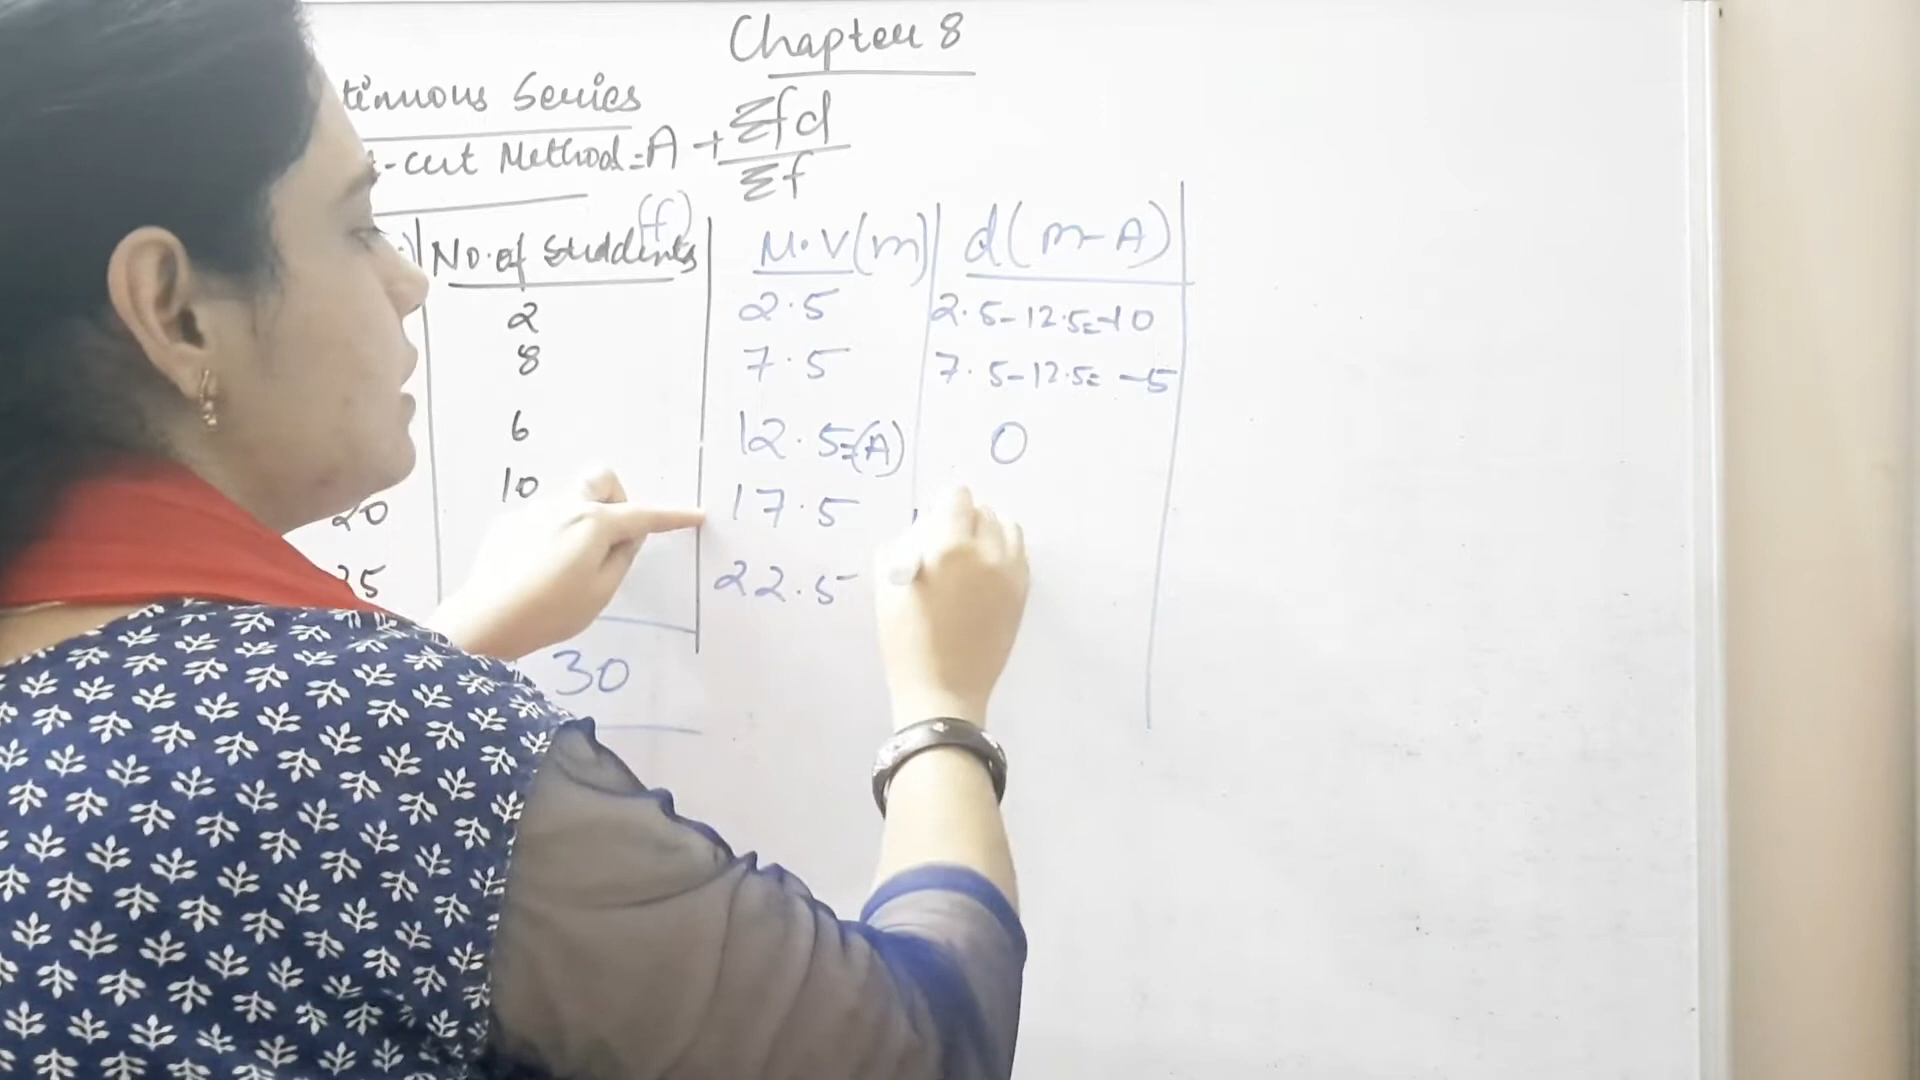 Chapter 8
tinuous Series
-cut Method = A + Σfd
Σf
No. of Studdents (f) M.V(m) d(m-A)
2 2.5 2.5-12.5=-10
8 7.5 7.5-12.5= -5
6 12.5=(A) 0
20 10 17.5
25 22.5
30